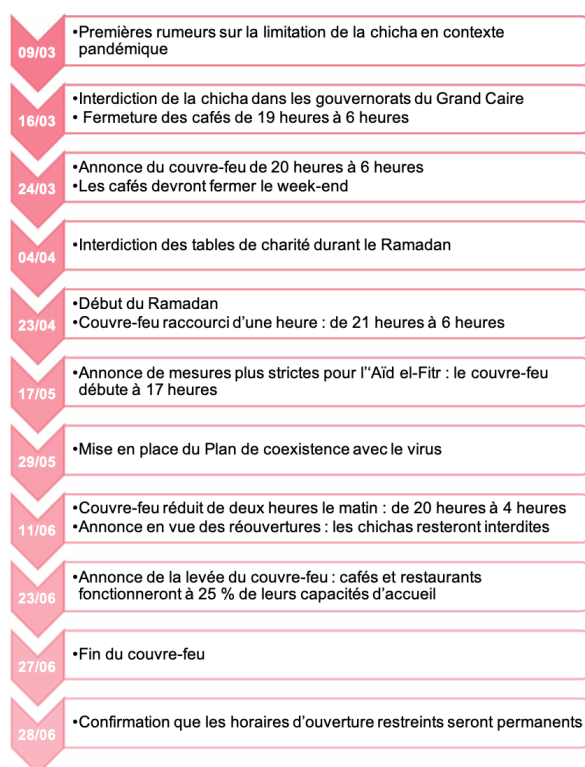 09/03
•Premières rumeurs sur la limitation de la chicha en contexte
pandémique
16/03
•Interdiction de la chicha dans les gouvernorats du Grand Caire
• Fermeture des cafés de 19 heures à 6 heures
24/03
•Annonce du couvre-feu de 20 heures à 6 heures
•Les cafés devront fermer le week-end
04/04
•Interdiction des tables de charité durant le Ramadan
23/04
•Début du Ramadan
•Couvre-feu raccourci d'une heure : de 21 heures à 6 heures
17/05
•Annonce de mesures plus strictes pour l'‘Aïd el-Fitr : le couvre-feu
débute à 17 heures
29/05
•Mise en place du Plan de coexistence avec le virus
11/06
•Couvre-feu réduit de deux heures le matin : de 20 heures à 4 heures
•Annonce en vue des réouvertures : les chichas resteront interdites
23/06
•Annonce de la levée du couvre-feu : cafés et restaurants
fonctionneront à 25 % de leurs capacités d'accueil
27/06
•Fin du couvre-feu
28/06
•Confirmation que les horaires d'ouverture restreints seront permanents